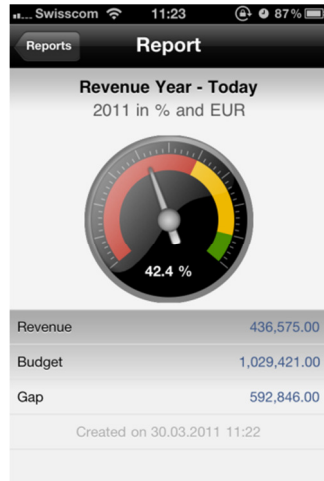 Swisscom 11:23 87%
Reports Report
Revenue Year - Today
2011 in % and EUR
42.4 %
Revenue 436,575.00
Budget 1,029,421.00
Gap 592,846.00
Created on 30.03.2011 11:22